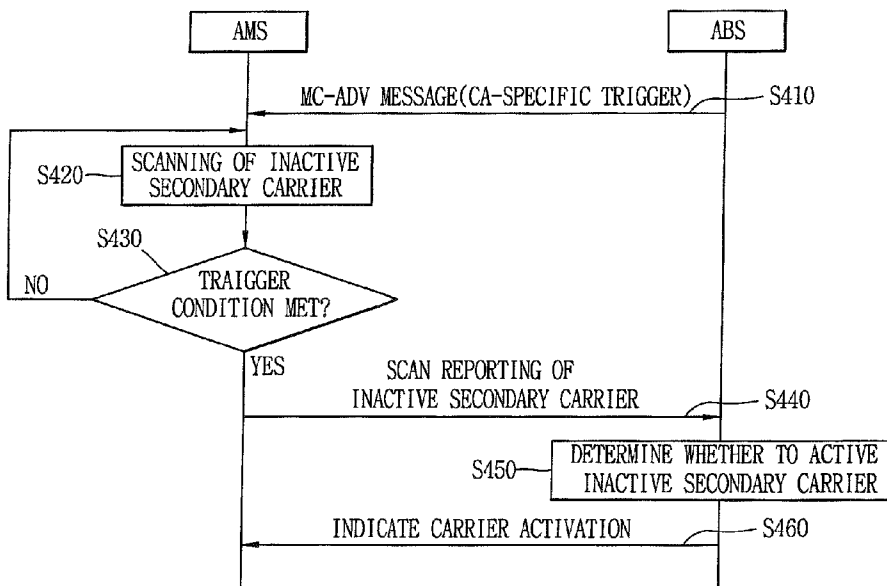 AMS
ABS
MC-ADV MESSAGE(CA-SPECIFIC TRIGGER)
S410
S420
SCANNING OF INACTIVE
SECONDARY CARRIER
S430
NO
TRAIGGER
CONDITION MET?
YES
SCAN REPORTING OF
INACTIVE SECONDARY CARRIER
S440
S450
DETERMINE WHETHER TO ACTIVE
INACTIVE SECONDARY CARRIER
INDICATE CARRIER ACTIVATION
S460